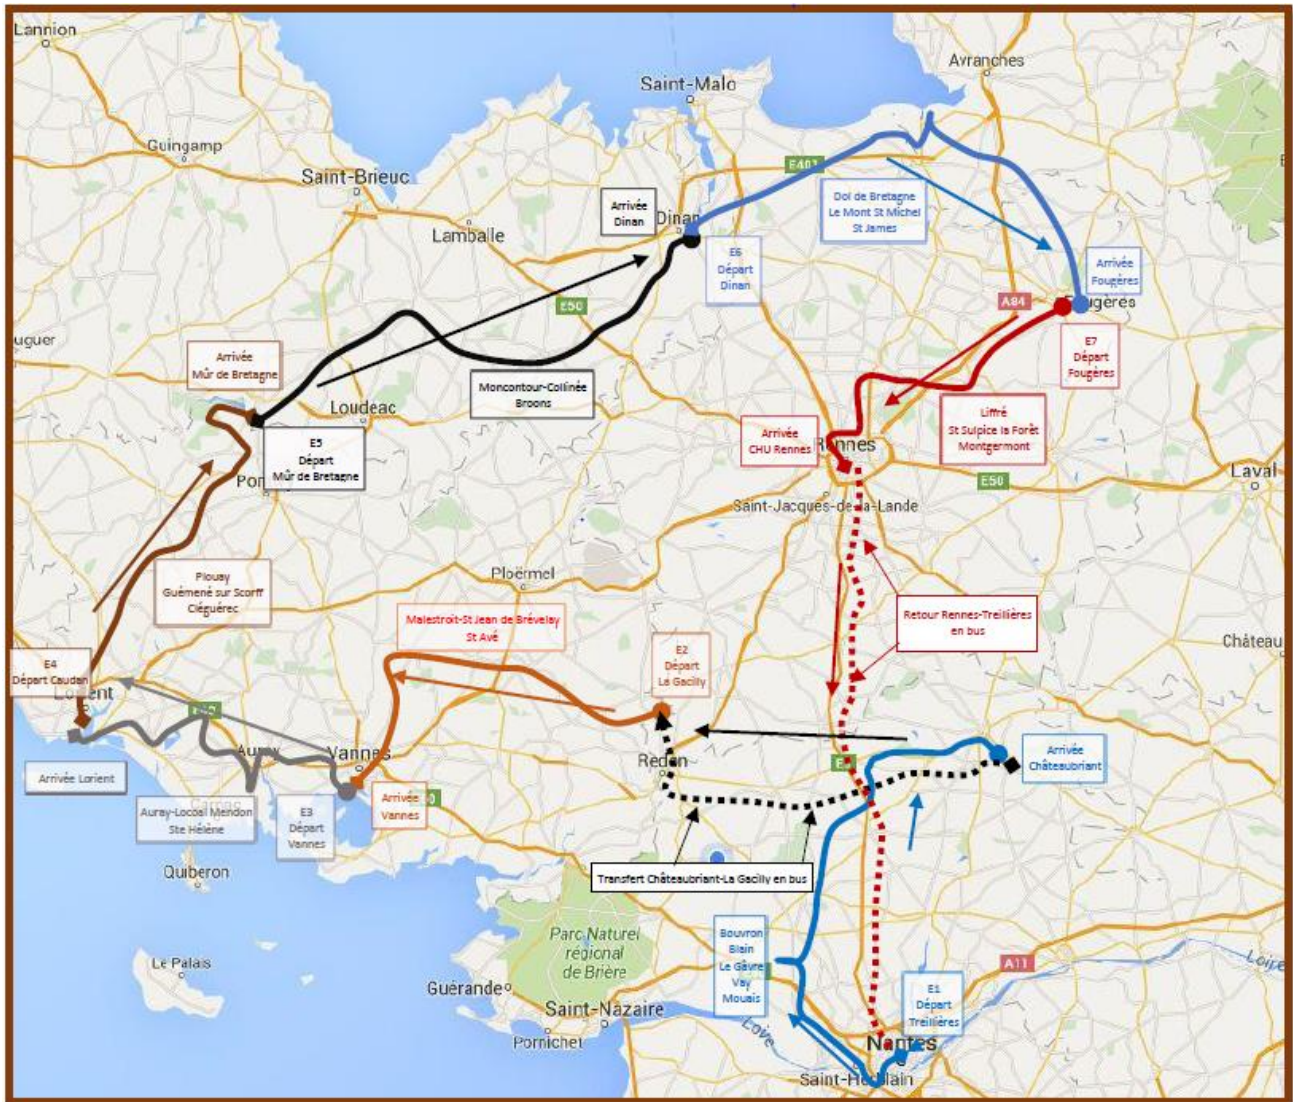 Lannion
Avranches
Saint-Malo
Guingamp
Saint-Brieuc
E401
Arrivée
Dinan
Dinan
Lamballe
Dol de Bretagne
Le Mont St Michel
St James
E6
Départ
Dinan
Arrivée
Fougères
E50
A84
Fougères
uguer
Arrivée
Mûr de Bretagne
E7
Départ
Fougères
Moncontour-Collinée
Broons
Loudeac
Liffré
St Sulpice la Forêt
Montgermont
Arrivée
CHU Rennes
Rennes
E5
Départ
Mûr de Bretagne
Laval
E50
Saint-Jacques-de-la-Lande
Ploërmel
Plouay
Guémené sur Scorff
Cléguérec
Malestroit-St Jean de Brévelay
St Avé
Retour Rennes-Treillières
en bus
Château
E2
Départ
La Gacilly
E4
Départ Caudan
Lorient
Auray
Vannes
Redon
Arrivée
Châteaubriant
Arrivée Lorient
Auray-Locoal Mendon
Ste Hélène
Carnac
E3
Départ
Vannes
Arrivée
Vannes
Quiberon
Transfert Châteaubriant-La Gacilly en bus
Parc Naturel
régional
de Brière
Bouvron
Blain
Le Gâvre
Vay
Mouais
Le Palais
A11
Loire
Guérande
E1
Départ
Treillières
Saint-Nazaire
Loire
Pornichet
Nantes
Saint-Herblain